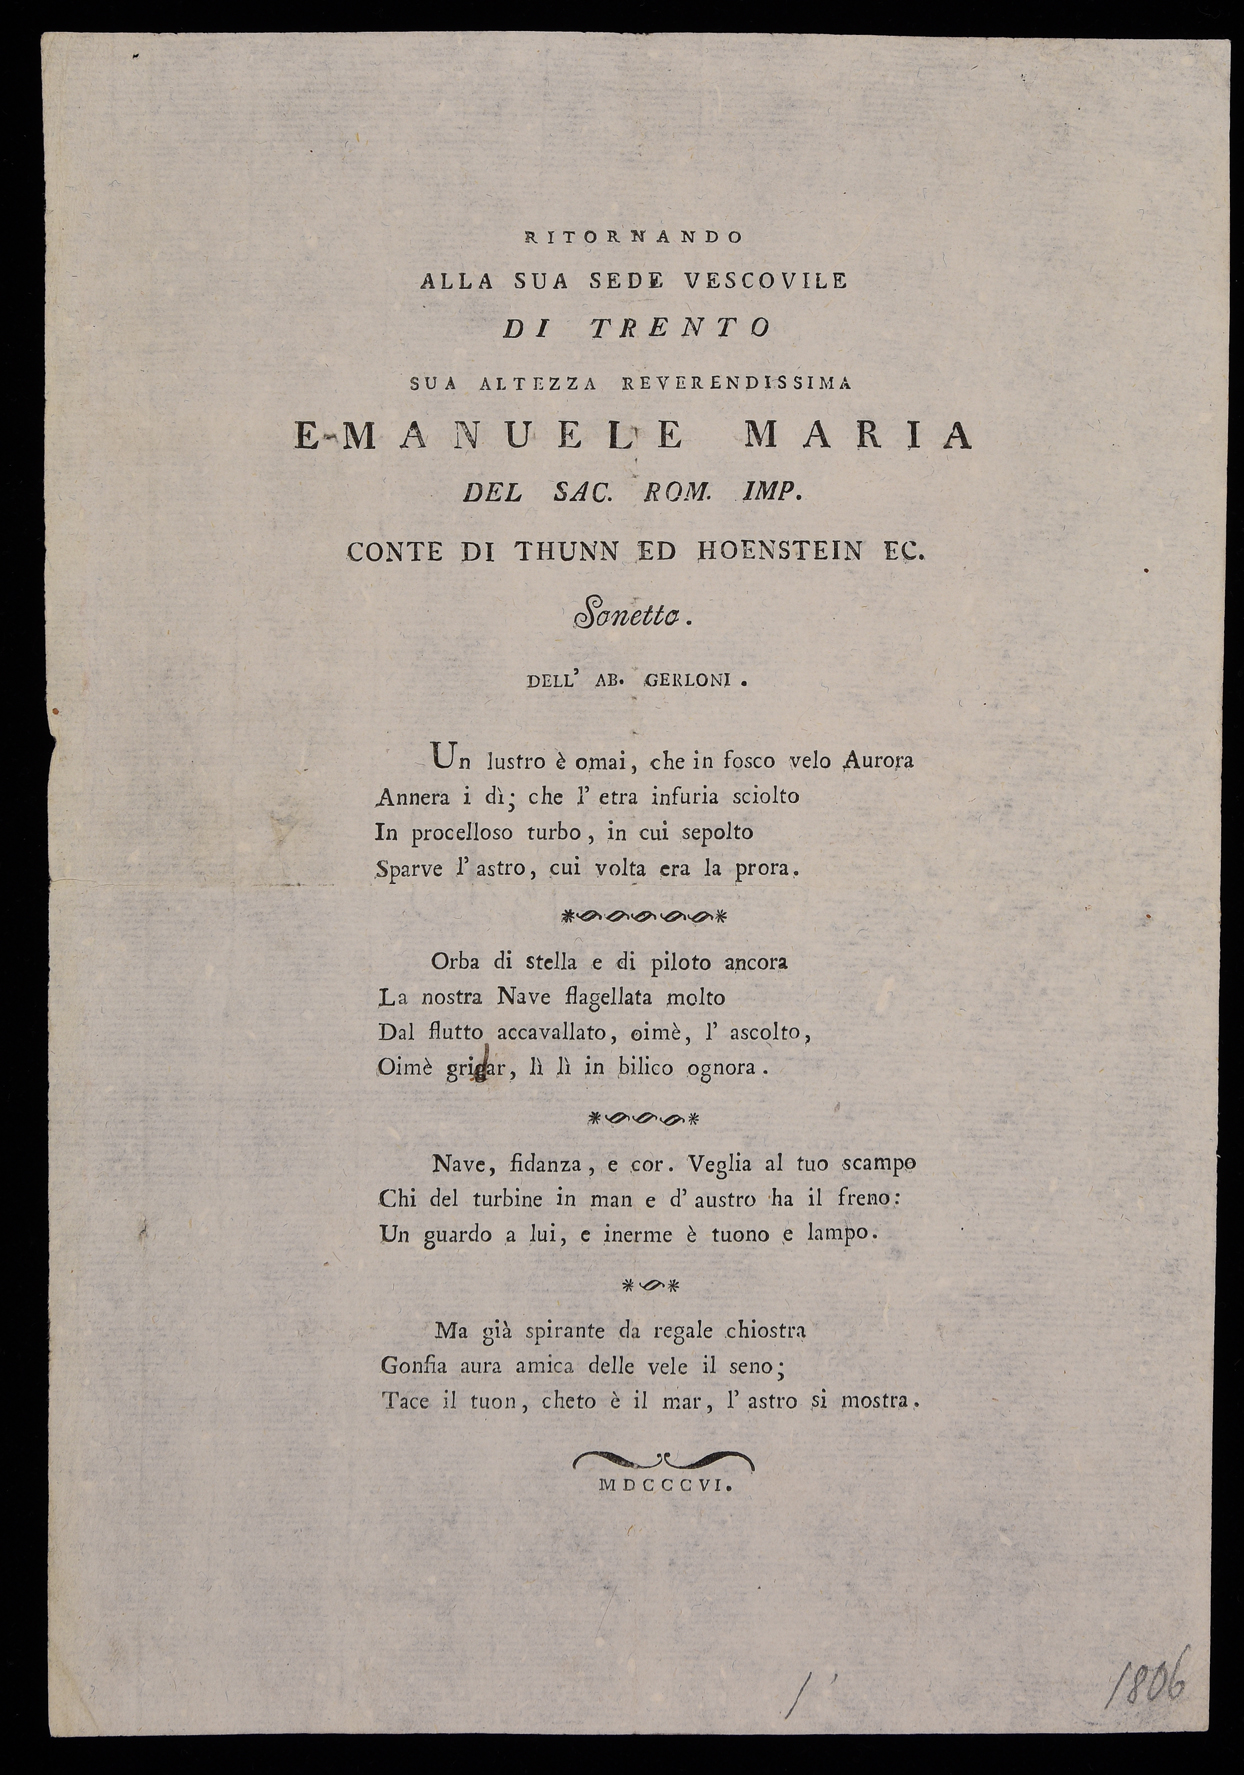 RITORNANDO
ALLA SUA SEDE VESCOVILE
DI TRENTO
SUA ALTEZZA REVERENDISSIMA
EMANUELE MARIA
DEL SAC. ROM. IMP.
CONTE DI THUNN ED HOENSTEIN EC.
Sonetto.
DELL' AB. GERLONI.
Un lustro è omai, che in fosco velo Aurora
Annera i dì; che l' etra infuria sciolto
In procelloso turbo, in cui sepolto
Sparve l' astro, cui volta era la prora.
Orba di stella e di piloto ancora
La nostra Nave flagellata molto
Dal flutto accavallato, oimè, l' ascolto,
Oimè gridar, lì lì in bilico ognora.
Nave, fidanza, e cor. Veglia al tuo scampo
Chi del turbine in man e d' austro ha il freno:
Un guardo a lui, e inerme è tuono e lampo.
Ma già spirante da regale chiostra
Gonfia aura amica delle vele il seno;
Tace il tuon, cheto è il mar, l' astro si mostra.
MDCCCVI.
1806